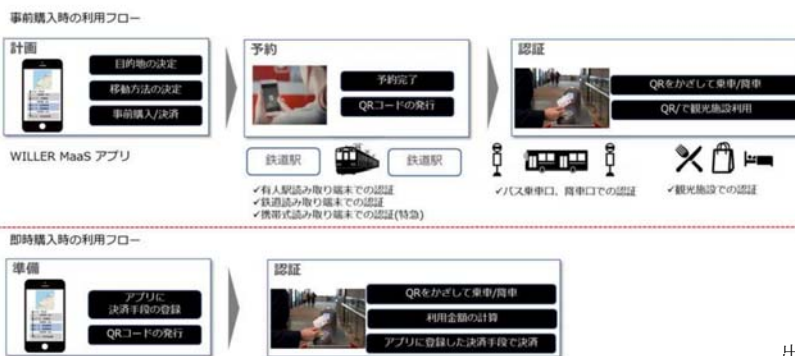 事前購入時の利用フロー
計画
目的地の決定
移動方法の決定
事前購入/決済
予約
予約完了
QRコードの発行
認証
QRをかざして乗車/降車
QR/で観光施設利用
WILLER MaaS アプリ
鉄道駅
鉄道駅
✓有人駅読み取り端末での認証
✓鉄道読み取り端末での認証
✓携帯式読み取り端末での認証(特急)
✓バス乗車口、降車口での認証
✓観光施設での認証
即時購入時の利用フロー
準備
アプリに
決済手段の登録
QRコードの発行
認証
QRをかざして乗車/降車
利用金額の計算
アプリに登録した決済手段で決済